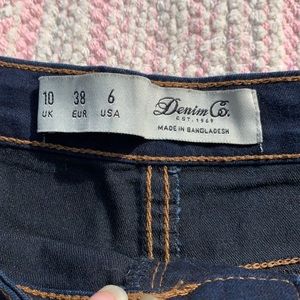 10 38 6
UK EUR USA
Denim Co.
EST. 1969
MADE IN BANGLADESH